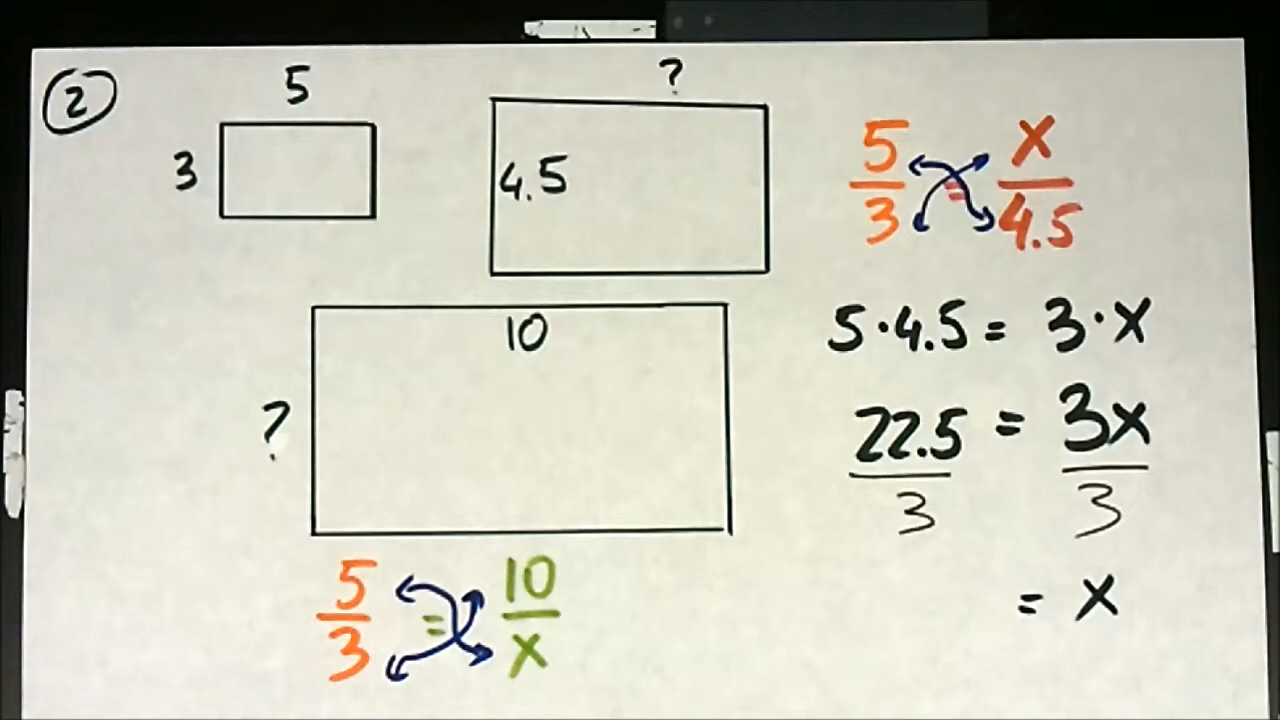 2
5
3
?
4.5
10
?
5/3 = x/4.5
5·4.5 = 3·x
22.5/3 = 3x/3
= x
5/3 = 10/x